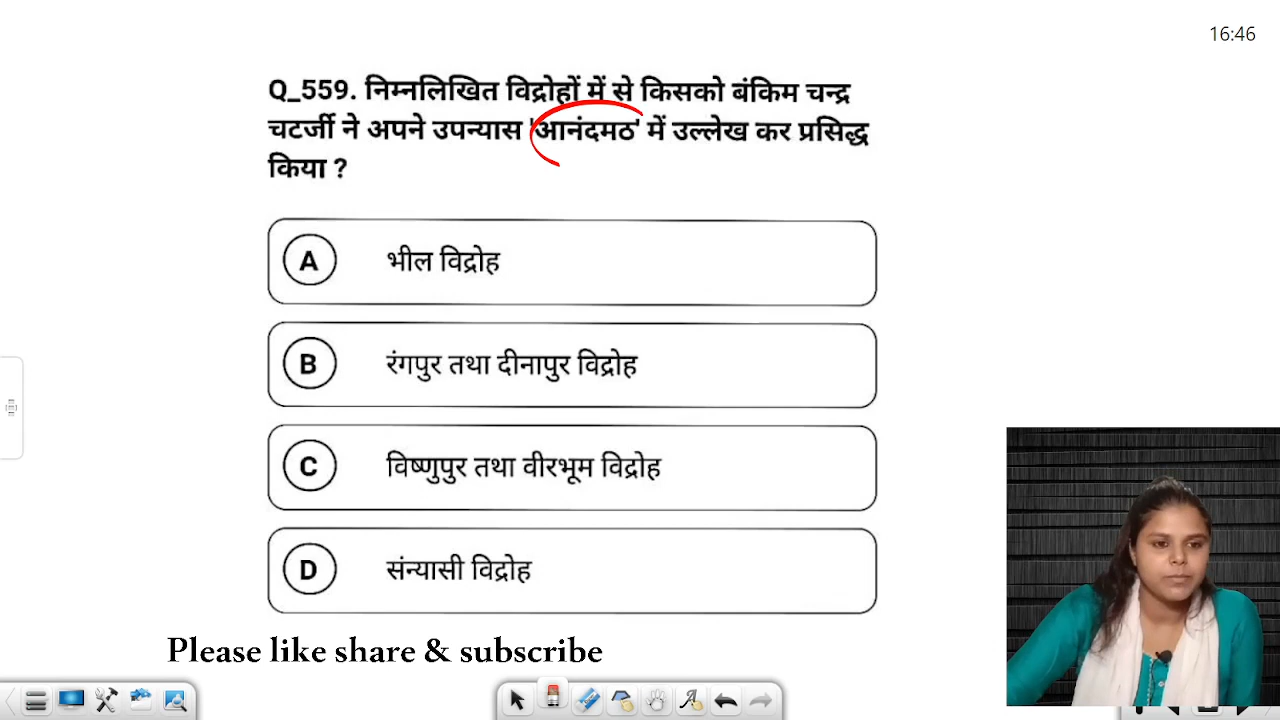 16:46
Q_559. निम्नलिखित विद्रोहों में से किसको बंकिम चन्द्र
चटर्जी ने अपने उपन्यास 'आनंदमठ' में उल्लेख कर प्रसिद्ध
किया ?
A भील विद्रोह
B रंगपुर तथा दीनापुर विद्रोह
C विष्णुपुर तथा वीरभूम विद्रोह
D संन्यासी विद्रोह
Please like share & subscribe